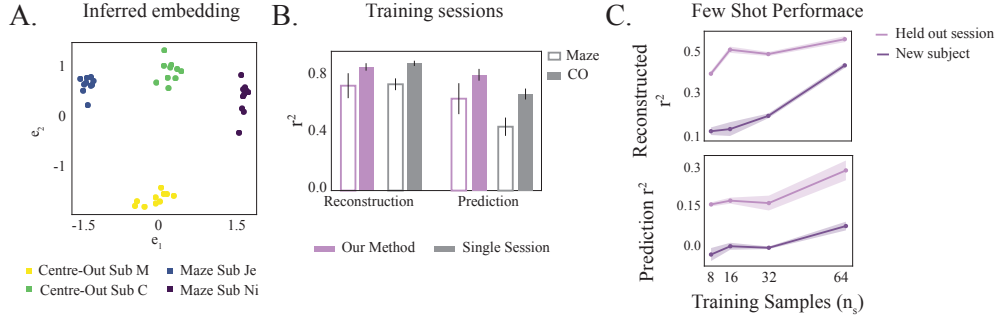 A.
Inferred embedding
1
0
-1
e2
-1.5
0
1.5
e1
Centre-Out Sub M
Maze Sub Je
Centre-Out Sub C
Maze Sub Ni
B.
Training sessions
Maze
CO
0.8
0.4
0.0
r²
Reconstruction
Prediction
Our Method
Single Session
C.
Few Shot Performace
Held out session
New subject
0.5
0.3
0.1
Reconstructed
r²
0.3
0.15
0.0
Prediction r²
8
16
32
64
Training Samples (ns)